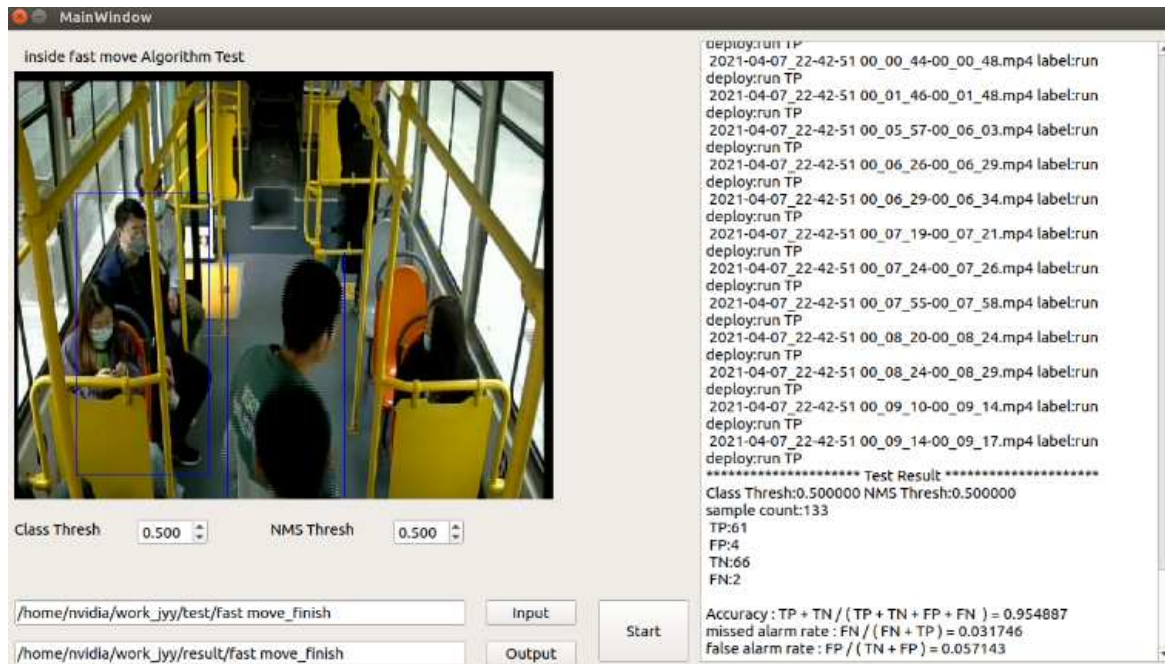 MainWindow
inside fast move Algorithm Test
Class Thresh
0.500
NMS Thresh
0.500
/home/nvidia/work_jyy/test/fast move_finish
Input
/home/nvidia/work_jyy/result/fast move_finish
Output
Start
deploy:run TP
2021-04-07_22-42-51 00_00_44-00_00_48.mp4 label:run
deploy:run TP
2021-04-07_22-42-51 00_01_46-00_01_48.mp4 label:run
deploy:run TP
2021-04-07_22-42-51 00_05_57-00_06_03.mp4 label:run
deploy:run TP
2021-04-07_22-42-51 00_06_26-00_06_29.mp4 label:run
deploy:run TP
2021-04-07_22-42-51 00_06_29-00_06_34.mp4 label:run
deploy:run TP
2021-04-07_22-42-51 00_07_19-00_07_21.mp4 label:run
deploy:run TP
2021-04-07_22-42-51 00_07_24-00_07_26.mp4 label:run
deploy:run TP
2021-04-07_22-42-51 00_07_55-00_07_58.mp4 label:run
deploy:run TP
2021-04-07_22-42-51 00_08_20-00_08_24.mp4 label:run
deploy:run TP
2021-04-07_22-42-51 00_08_24-00_08_29.mp4 label:run
deploy:run TP
2021-04-07_22-42-51 00_09_10-00_09_14.mp4 label:run
deploy:run TP
2021-04-07_22-42-51 00_09_14-00_09_17.mp4 label:run
deploy:run TP
********************* Test Result *********************
Class Thresh:0.500000 NMS Thresh:0.500000
sample count:133
TP:61
FP:4
TN:66
FN:2
Accuracy : TP + TN / ( TP + TN + FP + FN ) = 0.954887
missed alarm rate : FN / ( FN + TP ) = 0.031746
false alarm rate : FP / ( TN + FP ) = 0.057143